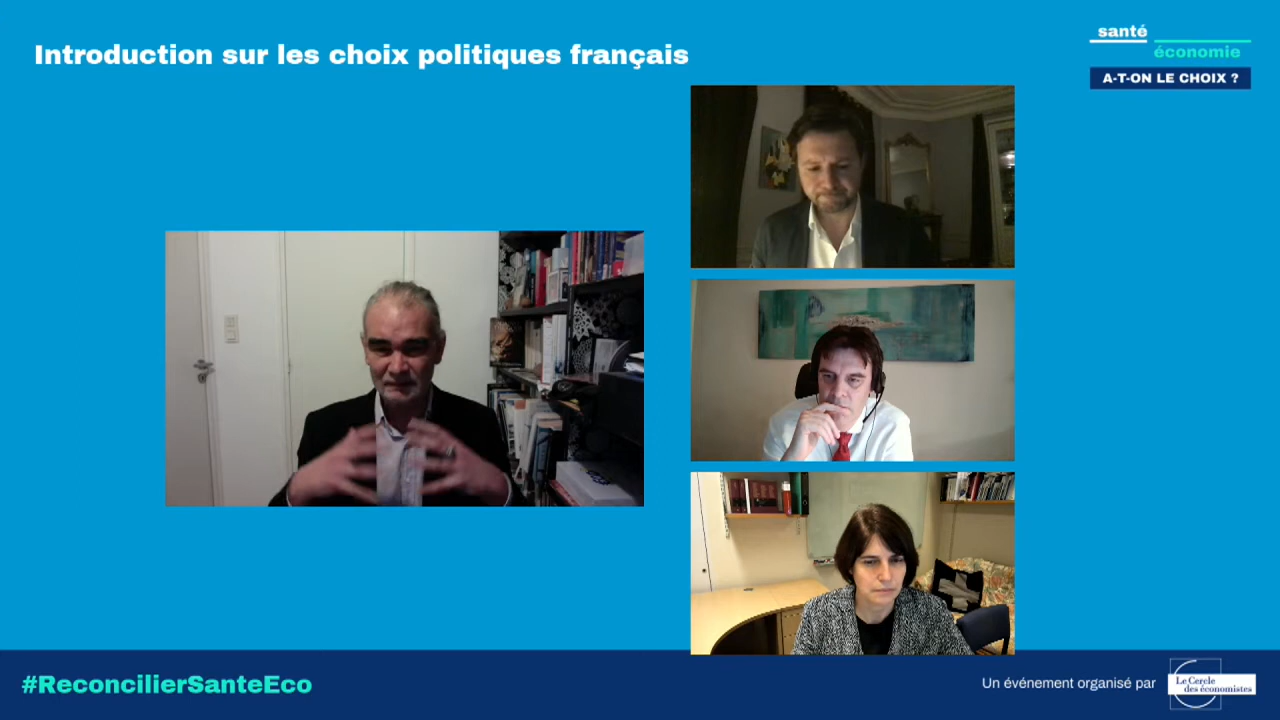 Introduction sur les choix politiques français
santé
économie
A-T-ON LE CHOIX ?
#ReconcilierSanteEco
Un événement organisé par
Le Cercle
des économistes